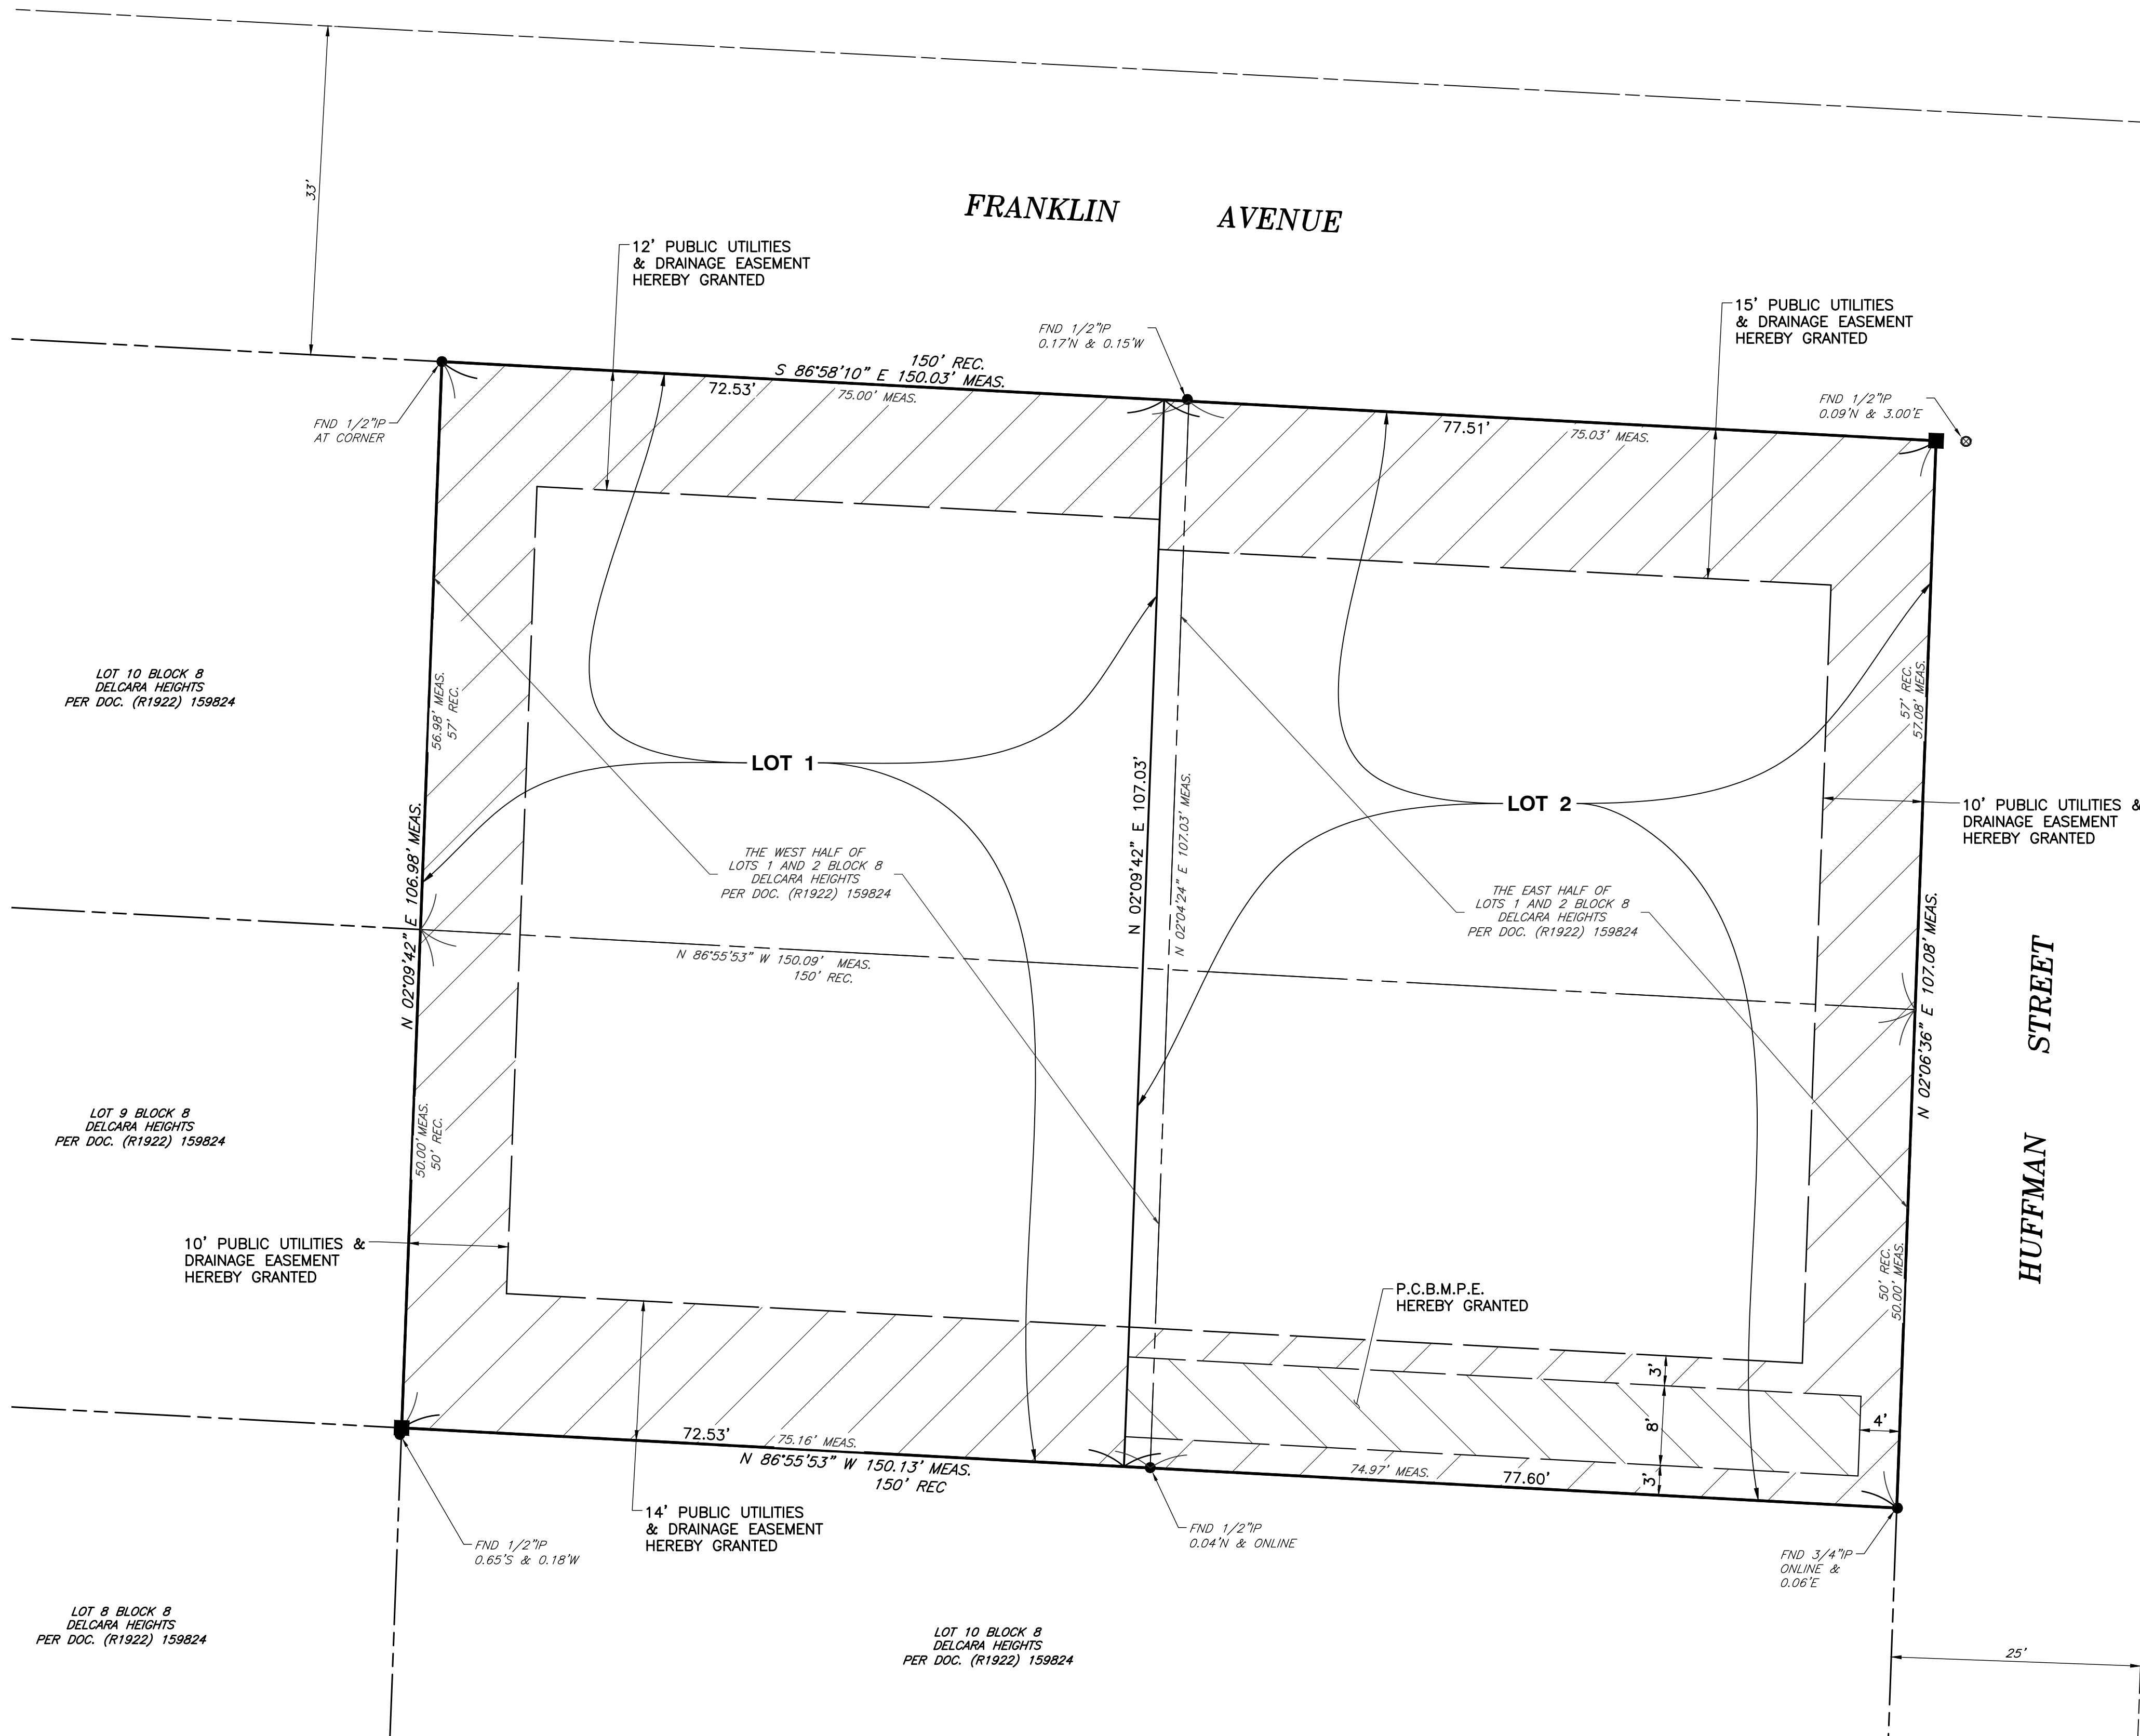 33'
FRANKLIN AVENUE
12' PUBLIC UTILITIES
& DRAINAGE EASEMENT
HEREBY GRANTED
FND 1/2"IP
0.17'N & 0.15'W
15' PUBLIC UTILITIES
& DRAINAGE EASEMENT
HEREBY GRANTED
150' REC.
S 86°58'10" E 150.03' MEAS.
72.53'
75.00' MEAS.
FND 1/2"IP
AT CORNER
77.51'
75.03' MEAS.
FND 1/2"IP
0.09'N & 3.00'E
LOT 10 BLOCK 8
DELCARA HEIGHTS
PER DOC. (R1922) 159824
56.98' MEAS.
57' REC.
57' REC.
57.08' MEAS.
LOT 1
LOT 2
N 02°09'42" E 106.98' MEAS.
N 02°09'42" E 107.03'
N 02°04'24" E 107.03' MEAS.
10' PUBLIC UTILITIES &
DRAINAGE EASEMENT
HEREBY GRANTED
THE WEST HALF OF
LOTS 1 AND 2 BLOCK 8
DELCARA HEIGHTS
PER DOC. (R1922) 159824
THE EAST HALF OF
LOTS 1 AND 2 BLOCK 8
DELCARA HEIGHTS
PER DOC. (R1922) 159824
N 86°55'53" W 150.09' MEAS.
150' REC.
N 02°06'36" E 107.08' MEAS.
HUFFMAN STREET
LOT 9 BLOCK 8
DELCARA HEIGHTS
PER DOC. (R1922) 159824
50.00' MEAS.
50' REC.
10' PUBLIC UTILITIES &
DRAINAGE EASEMENT
HEREBY GRANTED
50' REC.
50.00' MEAS.
P.C.B.M.P.E.
HEREBY GRANTED
3'
8'
3'
4'
72.53'
75.16' MEAS.
N 86°55'53" W 150.13' MEAS.
150' REC
74.97' MEAS.
77.60'
14' PUBLIC UTILITIES
& DRAINAGE EASEMENT
HEREBY GRANTED
FND 1/2"IP
0.65'S & 0.18'W
FND 1/2"IP
0.04'N & ONLINE
FND 3/4"IP
ONLINE &
0.06'E
LOT 8 BLOCK 8
DELCARA HEIGHTS
PER DOC. (R1922) 159824
LOT 10 BLOCK 8
DELCARA HEIGHTS
PER DOC. (R1922) 159824
25'